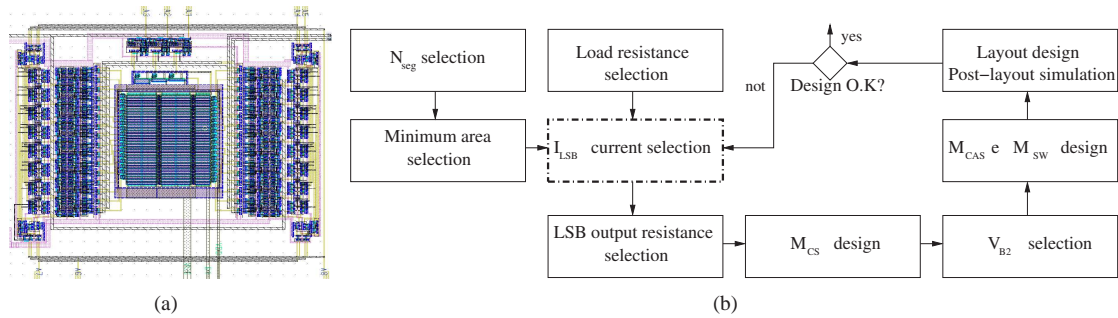 N_seg selection
Load resistance
selection
yes
Design O.K?
not
Layout design
Post−layout simulation
Minimum area
selection
I_LSB current selection
M_CAS e M_SW design
LSB output resistance
selection
M_CS design
V_B2 selection
(a)
(b)